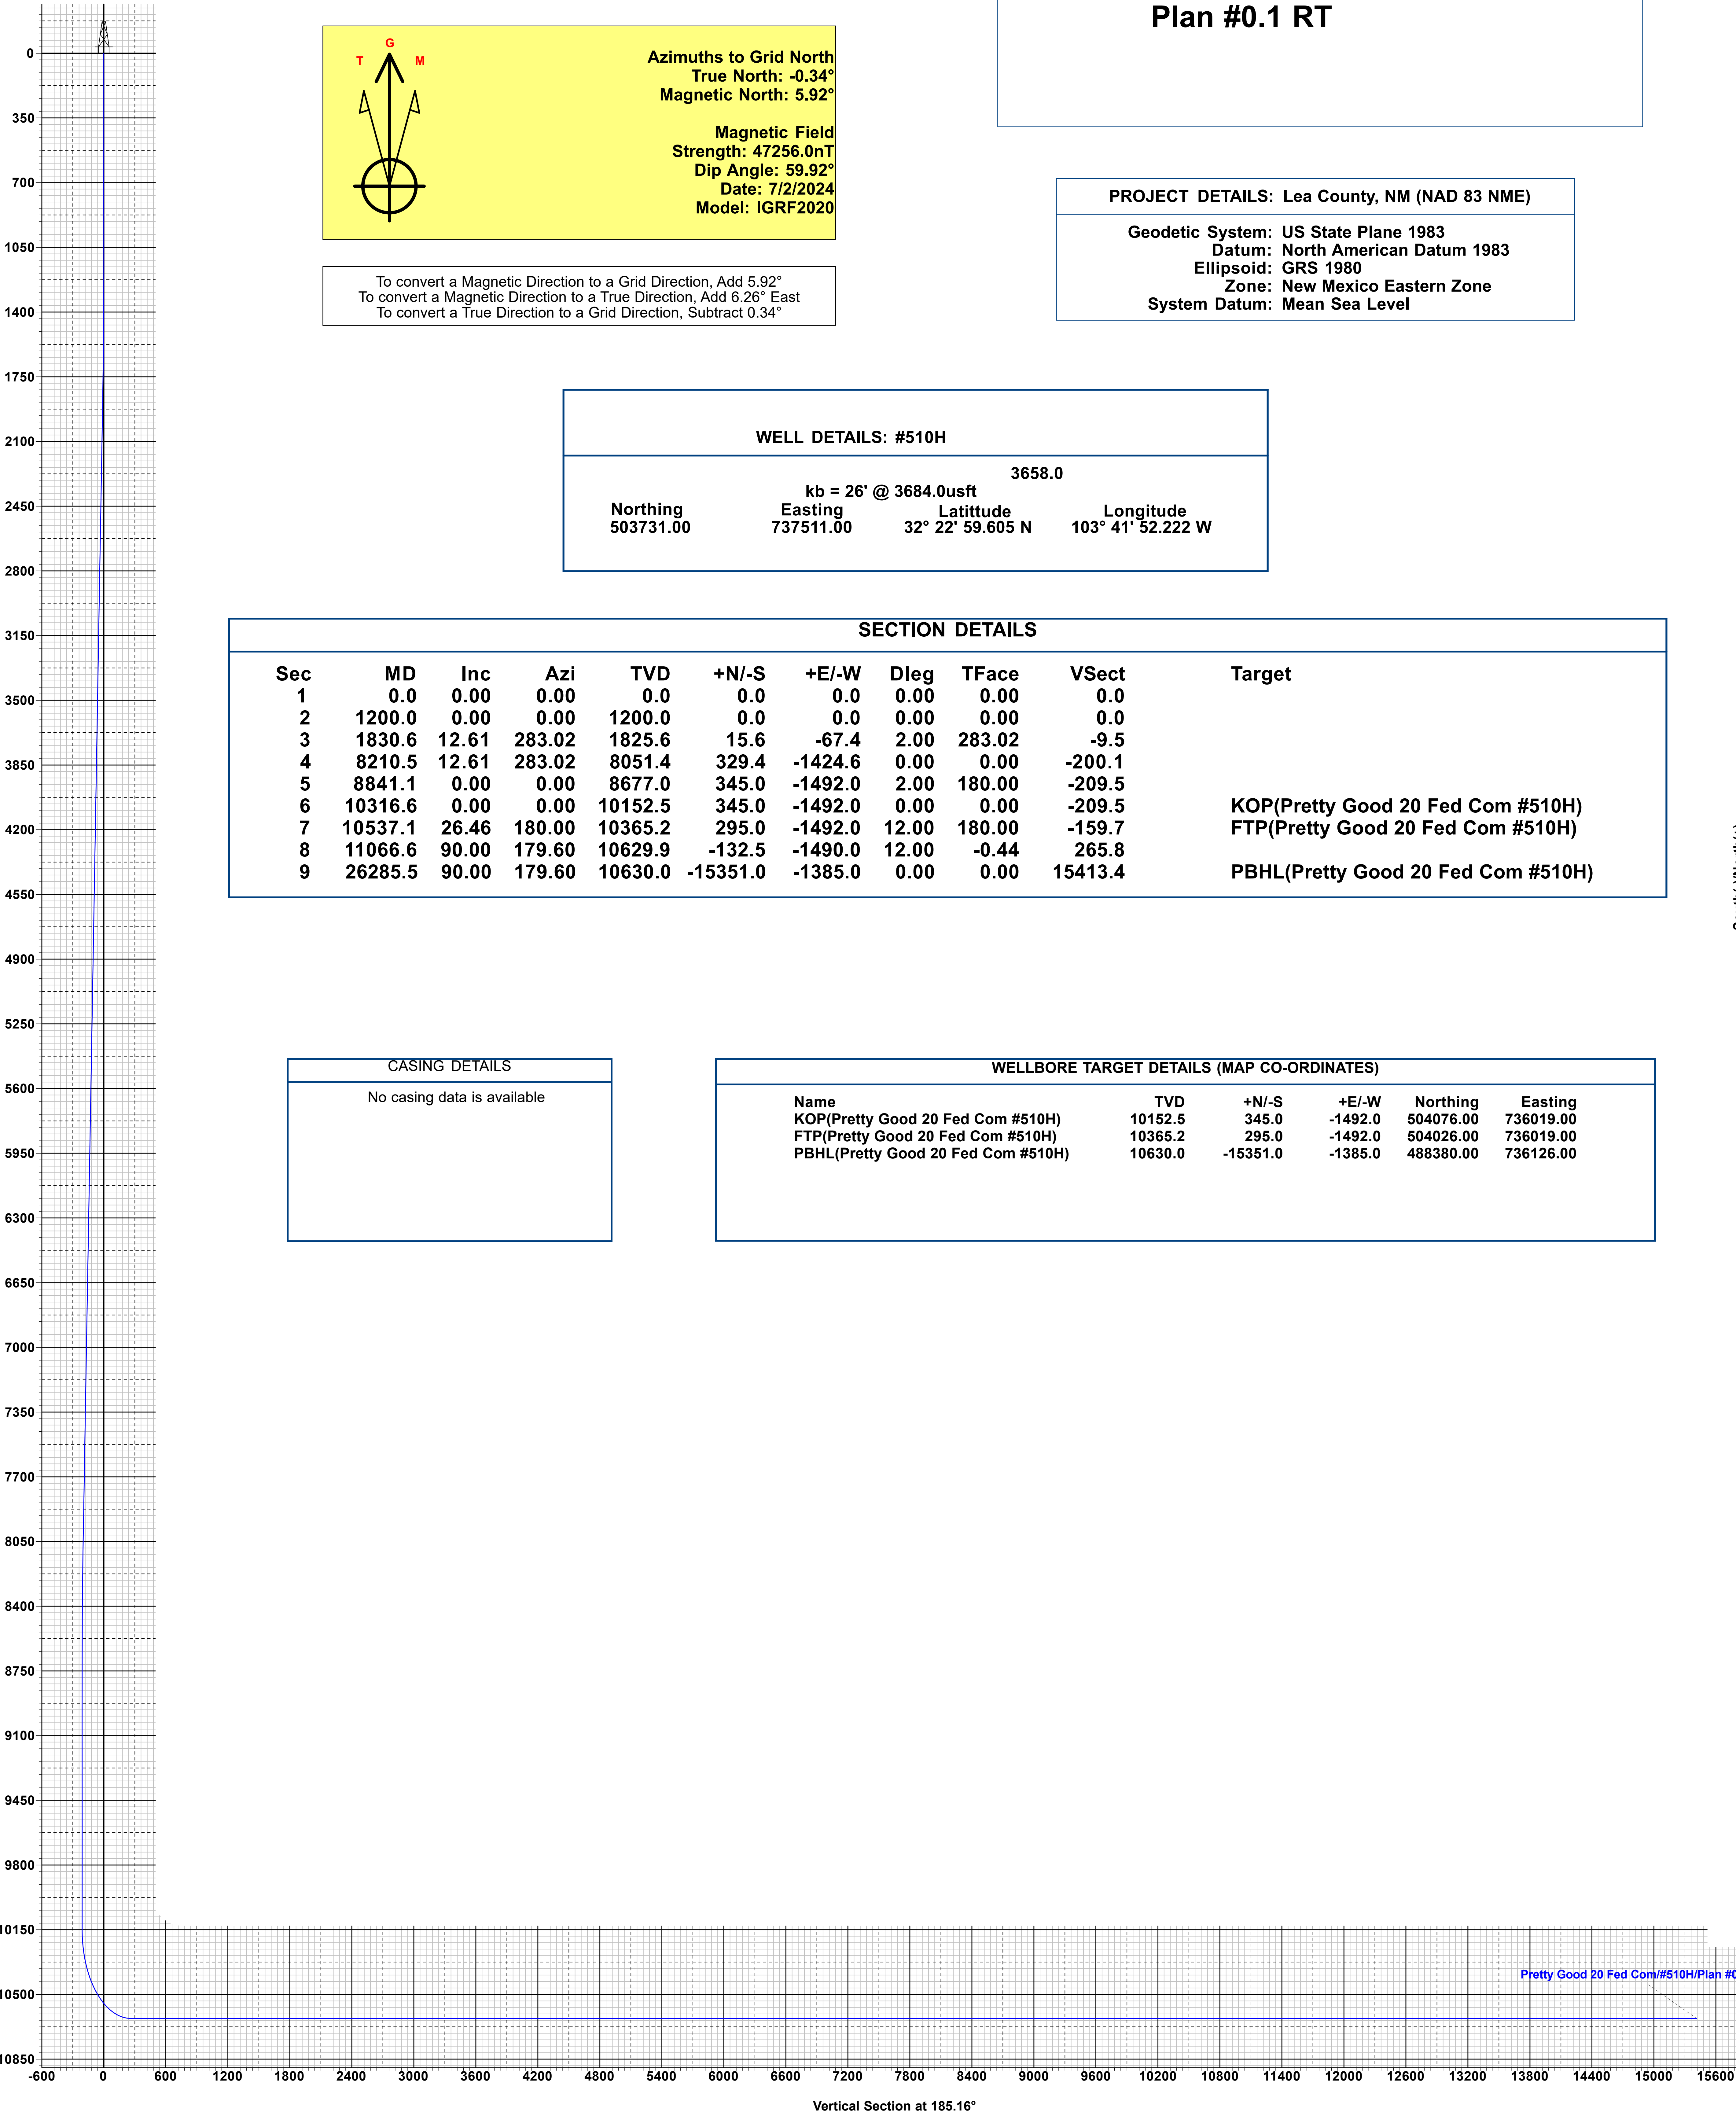 Plan #0.1 RT
G
T M
Azimuths to Grid North
True North: -0.34°
Magnetic North: 5.92°
Magnetic Field
Strength: 47256.0nT
Dip Angle: 59.92°
Date: 7/2/2024
Model: IGRF2020
To convert a Magnetic Direction to a Grid Direction, Add 5.92°
To convert a Magnetic Direction to a True Direction, Add 6.26° East
To convert a True Direction to a Grid Direction, Subtract 0.34°
PROJECT DETAILS: Lea County, NM (NAD 83 NME)
Geodetic System: US State Plane 1983
Datum: North American Datum 1983
Ellipsoid: GRS 1980
Zone: New Mexico Eastern Zone
System Datum: Mean Sea Level
WELL DETAILS: #510H
3658.0
kb = 26' @ 3684.0usft
Northing Easting Latittude Longitude
503731.00 737511.00 32° 22' 59.605 N 103° 41' 52.222 W
SECTION DETAILS
Sec MD Inc Azi TVD +N/-S +E/-W Dleg TFace VSect Target
1 0.0 0.00 0.00 0.0 0.0 0.0 0.00 0.00 0.0
2 1200.0 0.00 0.00 1200.0 0.0 0.0 0.00 0.00 0.0
3 1830.6 12.61 283.02 1825.6 15.6 -67.4 2.00 283.02 -9.5
4 8210.5 12.61 283.02 8051.4 329.4 -1424.6 0.00 0.00 -200.1
5 8841.1 0.00 0.00 8677.0 345.0 -1492.0 2.00 180.00 -209.5
6 10316.6 0.00 0.00 10152.5 345.0 -1492.0 0.00 0.00 -209.5 KOP(Pretty Good 20 Fed Com #510H)
7 10537.1 26.46 180.00 10365.2 295.0 -1492.0 12.00 180.00 -159.7 FTP(Pretty Good 20 Fed Com #510H)
8 11066.6 90.00 179.60 10629.9 -132.5 -1490.0 12.00 -0.44 265.8
9 26285.5 90.00 179.60 10630.0 -15351.0 -1385.0 0.00 0.00 15413.4 PBHL(Pretty Good 20 Fed Com #510H)
CASING DETAILS
No casing data is available
WELLBORE TARGET DETAILS (MAP CO-ORDINATES)
Name TVD +N/-S +E/-W Northing Easting
KOP(Pretty Good 20 Fed Com #510H) 10152.5 345.0 -1492.0 504076.00 736019.00
FTP(Pretty Good 20 Fed Com #510H) 10365.2 295.0 -1492.0 504026.00 736019.00
PBHL(Pretty Good 20 Fed Com #510H) 10630.0 -15351.0 -1385.0 488380.00 736126.00
0
350
700
1050
1400
1750
2100
2450
2800
3150
3500
3850
4200
4550
4900
5250
5600
5950
6300
6650
7000
7350
7700
8050
8400
8750
9100
9450
9800
10150
10500
10850
Pretty Good 20 Fed Com/#510H/Plan #0
-600 0 600 1200 1800 2400 3000 3600 4200 4800 5400 6000 6600 7200 7800 8400 9000 9600 10200 10800 11400 12000 12600 13200 13800 14400 15000 15600
Vertical Section at 185.16°